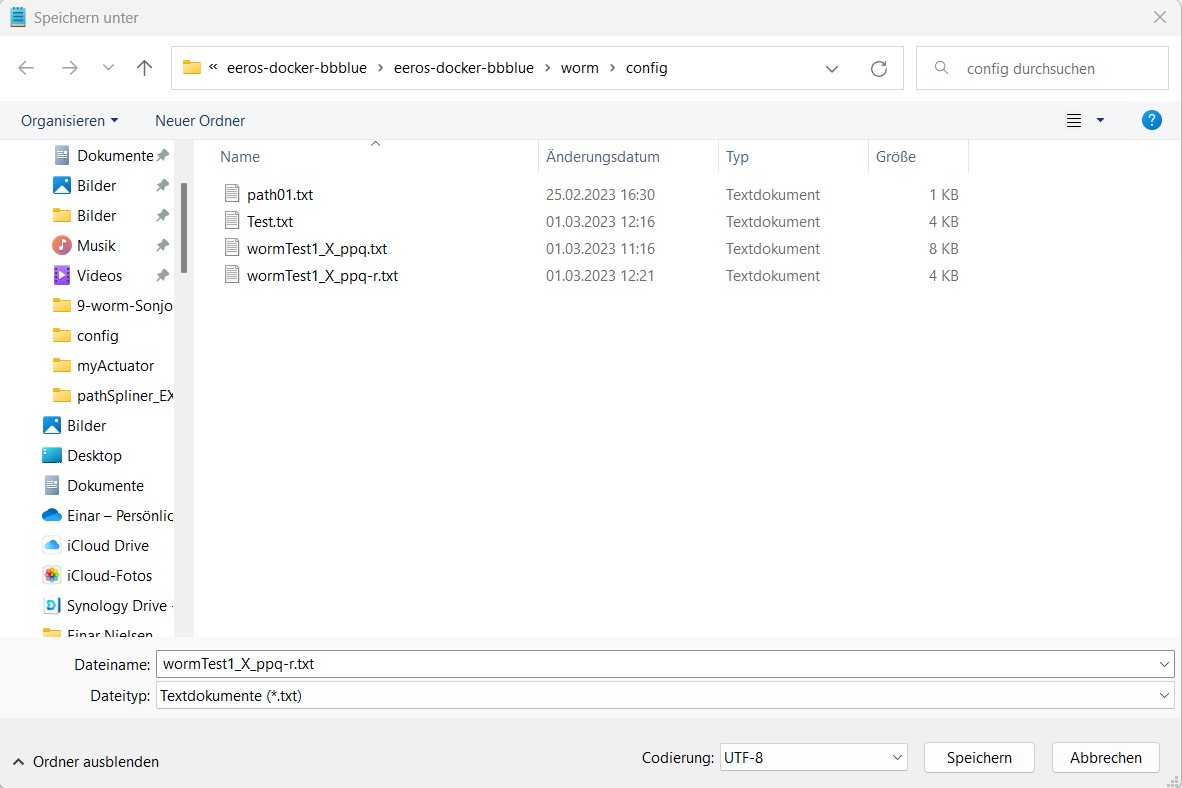 Speichern unter
« eeros-docker-bbblue › eeros-docker-bbblue › worm › config
config durchsuchen
Organisieren
Neuer Ordner
?
Name
Änderungsdatum
Typ
Größe
Dokumente
Bilder
Bilder
Musik
Videos
9-worm-Sonjo
config
myActuator
pathSpliner_EX
Bilder
Desktop
Dokumente
Einar – Persönlic
iCloud Drive
iCloud-Fotos
Synology Drive -
Einar Nielsen
path01.txt 25.02.2023 16:30 Textdokument 1 KB
Test.txt 01.03.2023 12:16 Textdokument 4 KB
wormTest1_X_ppq.txt 01.03.2023 11:16 Textdokument 8 KB
wormTest1_X_ppq-r.txt 01.03.2023 12:21 Textdokument 4 KB
Dateiname: wormTest1_X_ppq-r.txt
Dateityp: Textdokumente (*.txt)
Ordner ausblenden
Codierung: UTF-8
Speichern
Abbrechen